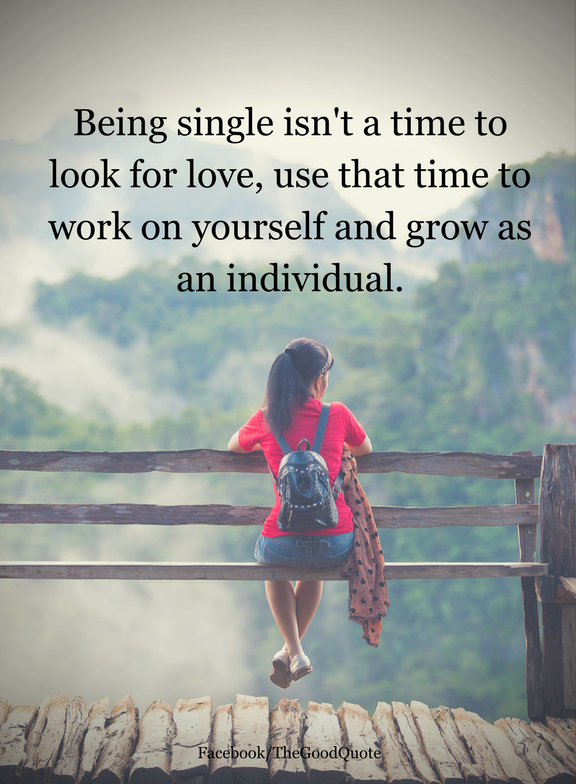 Being single isn't a time to
look for love, use that time to
work on yourself and grow as
an individual.
Facebook/TheGoodQuote